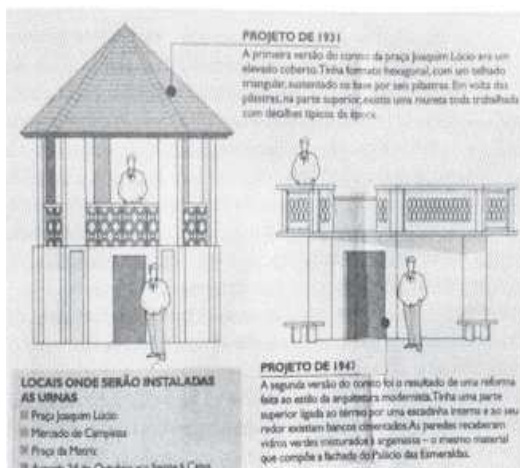 PROJETO DE 1931
A primeira versão do coreto da praça Joaquim Lúcio era um
elevado coberto. Tinha formato hexagonal, com um telhado
triangular, sustentado na base por seis pilastras. Em volta das
pilastras, na parte superior, existia uma mureta toda trabalhada
com detalhes típicos da época.
PROJETO DE 1947
A segunda versão do coreto foi o resultado de uma reforma
feita ao estilo da arquitetura modernista. Tinha uma parte
superior ligada ao térreo por uma escadinha interna e ao seu
redor existiam bancos cimentados. As paredes receberam
vidros verdes misturados à argamassa – o mesmo material
que compõe a fachada do Palácio das Esmeraldas.
LOCAIS ONDE SERÃO INSTALADAS
AS URNAS
Praça Joaquim Lúcio
Mercado de Campinas
Praça da Matriz
24 de Outubro